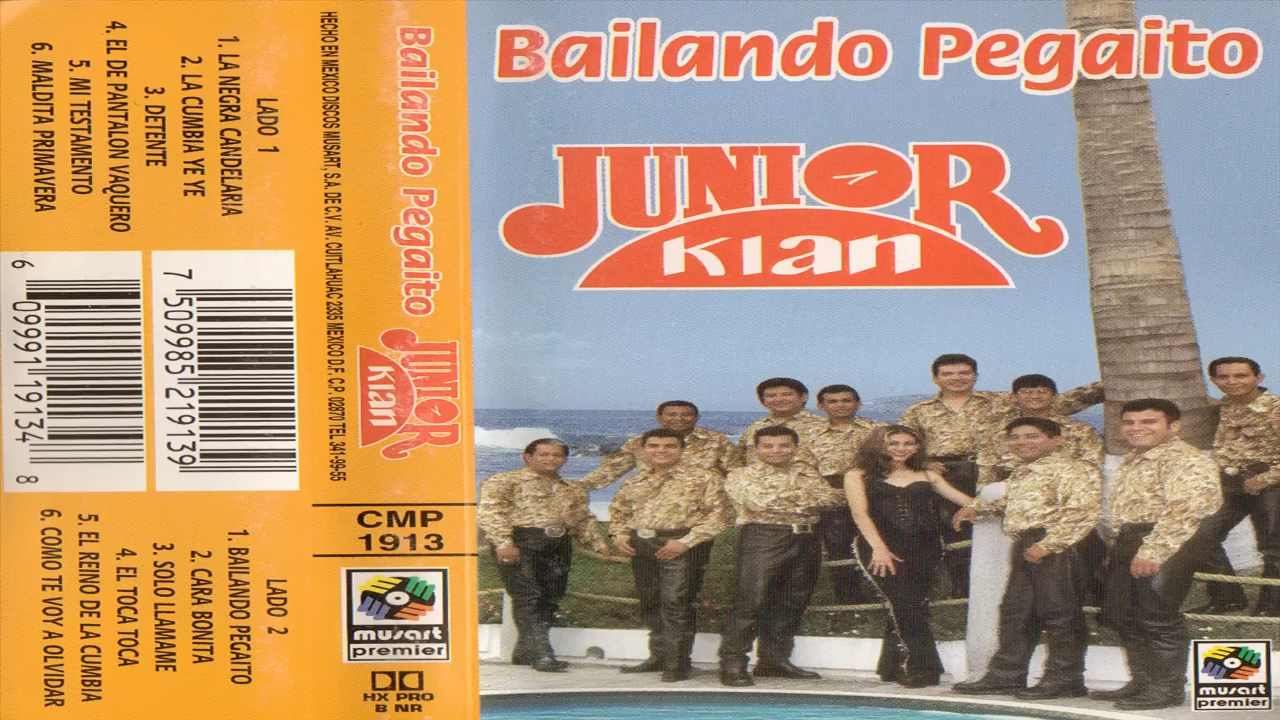 LADO 1
1. LA NEGRA CANDELARIA
2. LA CUMBIA YE YE
3. DETENTE
4. EL DE PANTALON VAQUERO
5. MI TESTAMENTO
6. MALDITA PRIMAVERA
7 509985 219139
6 09991 19134 8
LADO 2
1. BAILANDO PEGAITO
2. CARA BONITA
3. SOLO LLAMAME
4. EL TOCA TOCA
5. EL REINO DE LA CUMBIA
6. COMO TE VOY A OLVIDAR
HECHO EN MEXICO DISCOS MUSART, S.A. DE C.V. AV. CUITLAHUAC 2335 MEXICO D.F. C.P. 02870 TEL 341-99-55
Bailando Pegaito
JUNIOR
Klan
CMP
1913
musart
premier
HX PRO
B NR
Bailando Pegaito
JUNIOR
Klan
musart
premier